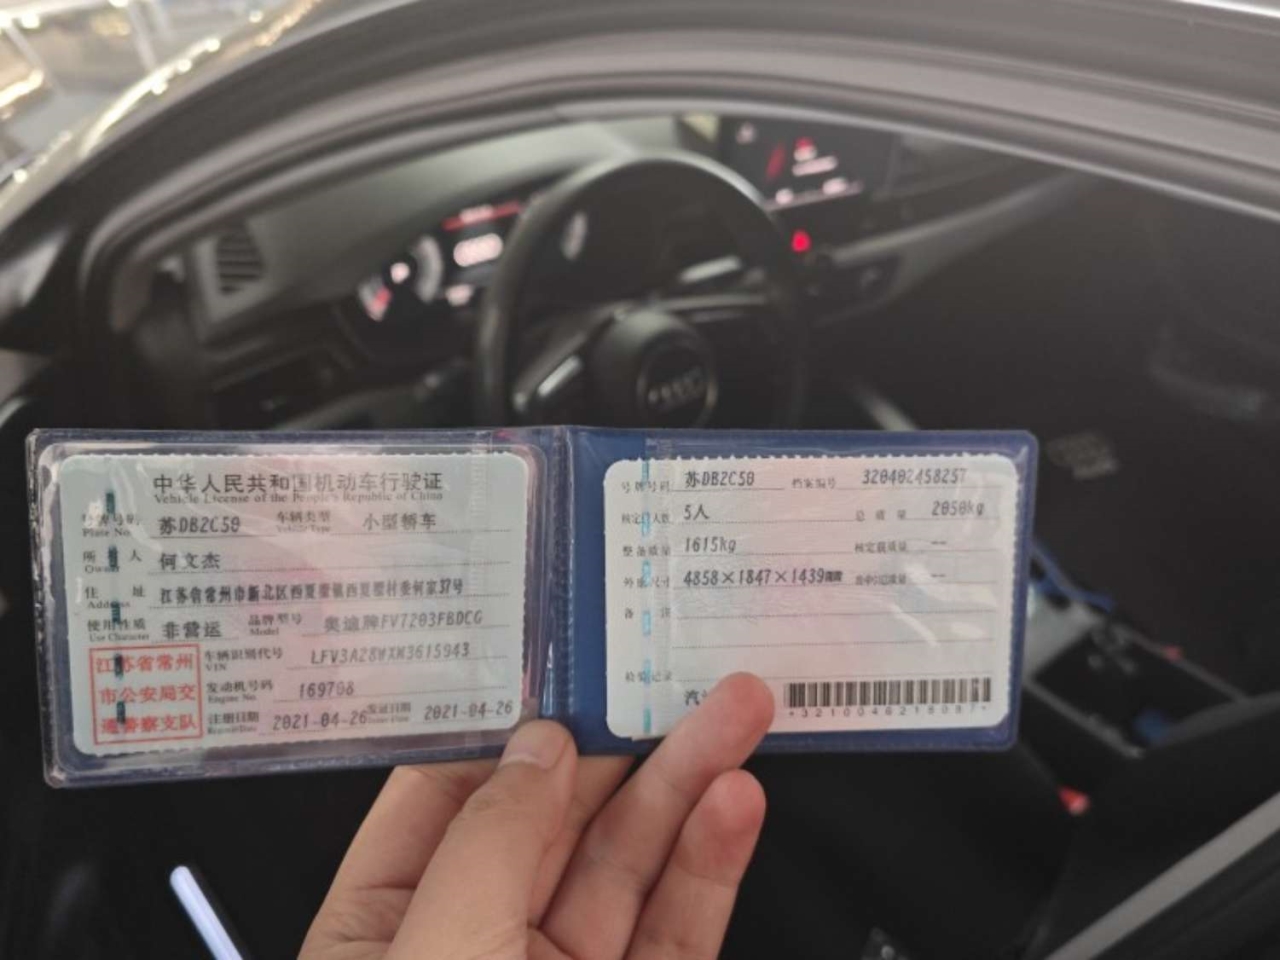 中华人民共和国机动车行驶证
Vehicle License of the People's Republic of China
号牌号码 苏DB2C50 车辆类型 小型轿车
Plate No. Vehicle Type
所有人 何文杰
Owner
住址 江苏省常州市新北区西夏墅镇西夏墅村委何家37号
Address
使用性质 非营运 品牌型号 奥迪牌FV7203FBDCG
Use Character Model
江苏省常州
市公安局交
通警察支队
车辆识别代号 LFV3A28WXM3615943
VIN
发动机号码 169708
Engine No.
注册日期 2021-04-26 发证日期 2021-04-26
号牌号码 苏DB2C50 档案编号 320402458257
核定载人数 5人 总质量 2050kg
整备质量 1615kg 核定载质量 --
外廓尺寸 4858×1847×1439mm 准牵引总质量 --
备注
检验记录
汽
*3210046218087*